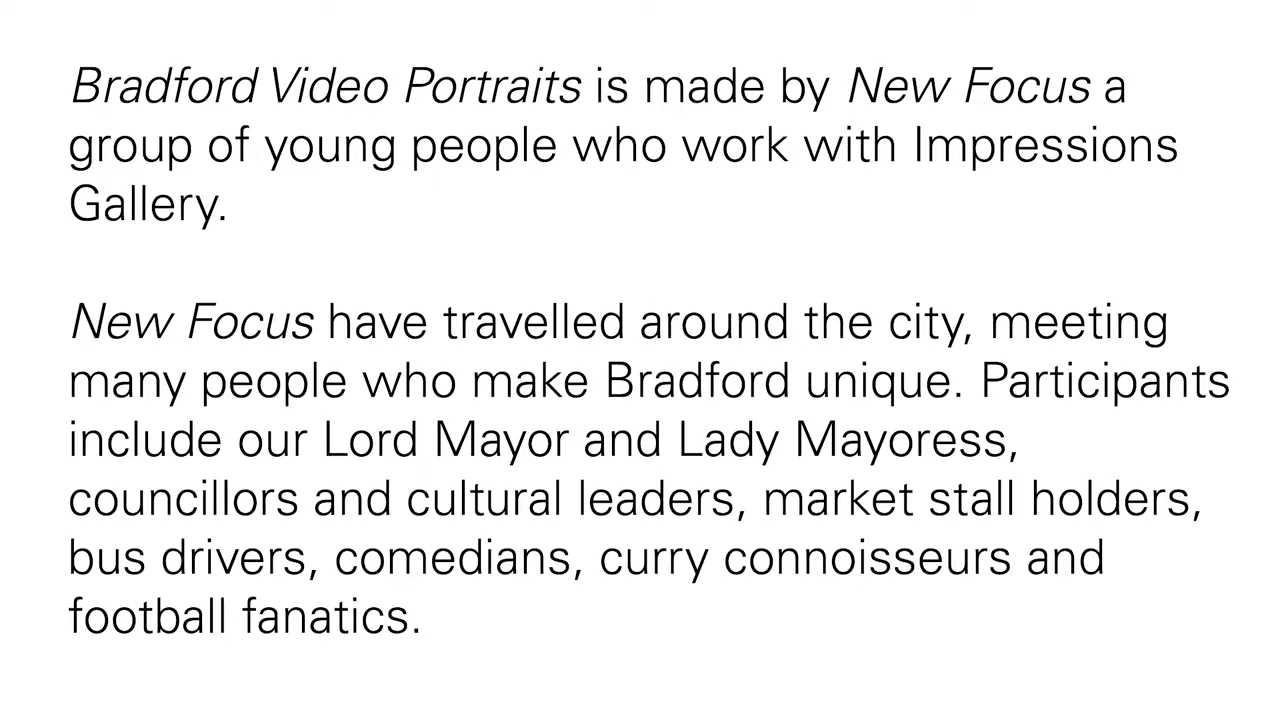 Bradford Video Portraits is made by New Focus a
group of young people who work with Impressions
Gallery.
New Focus have travelled around the city, meeting
many people who make Bradford unique. Participants
include our Lord Mayor and Lady Mayoress,
councillors and cultural leaders, market stall holders,
bus drivers, comedians, curry connoisseurs and
football fanatics.